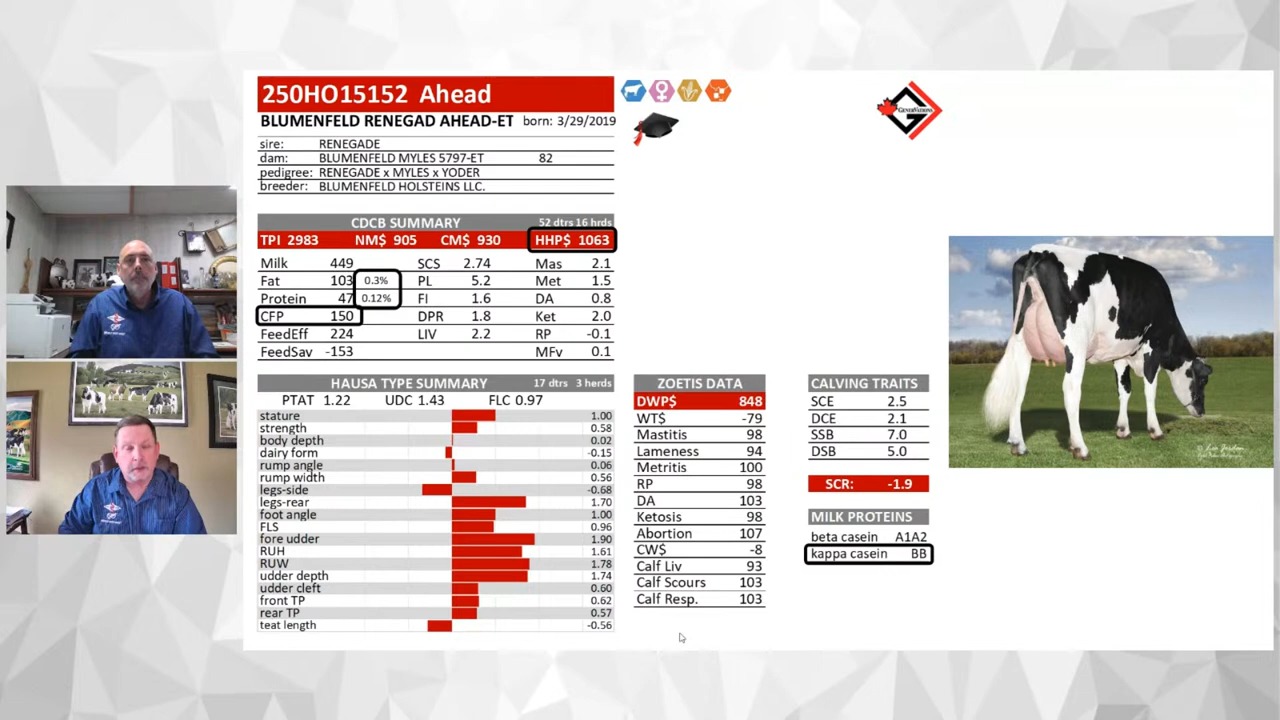 250HO15152 Ahead
BLUMENFELD RENEGAD AHEAD-ET born: 3/29/2019
sire: RENEGADE
dam: BLUMENFELD MYLES 5797-ET 82
pedigree: RENEGADE x MYLES x YODER
breeder: BLUMENFELD HOLSTEINS LLC.
CDCB SUMMARY 52 dtrs 16 hrds
TPI 2983 NM$ 905 CM$ 930 HHP$ 1063
Milk 449 SCS 2.74 Mas 2.1
Fat 103 0.3% PL 5.2 Met 1.5
Protein 47 0.12% FI 1.6 DA 0.8
CFP 150 DPR 1.8 Ket 2.0
FeedEff 224 LIV 2.2 RP -0.1
FeedSav -153 MFv 0.1
HAUSA TYPE SUMMARY 17 dtrs 3 herds
PTAT 1.22 UDC 1.43 FLC 0.97
stature 1.00
strength 0.58
body depth 0.02
dairy form -0.15
rump angle 0.06
rump width 0.56
legs-side -0.68
legs-rear 1.70
foot angle 1.00
FLS 0.96
fore udder 1.90
RUH 1.61
RUW 1.78
udder depth 1.74
udder cleft 0.60
front TP 0.62
rear TP 0.57
teat length -0.56
ZOETIS DATA
DWP$ 848
WT$ -79
Mastitis 98
Lameness 94
Metritis 100
RP 98
DA 103
Ketosis 98
Abortion 107
CW$ -8
Calf Liv 93
Calf Scours 103
Calf Resp. 103
CALVING TRAITS
SCE 2.5
DCE 2.1
SSB 7.0
DSB 5.0
SCR: -1.9
MILK PROTEINS
beta casein A1A2
kappa casein BB
GENERVATIONS